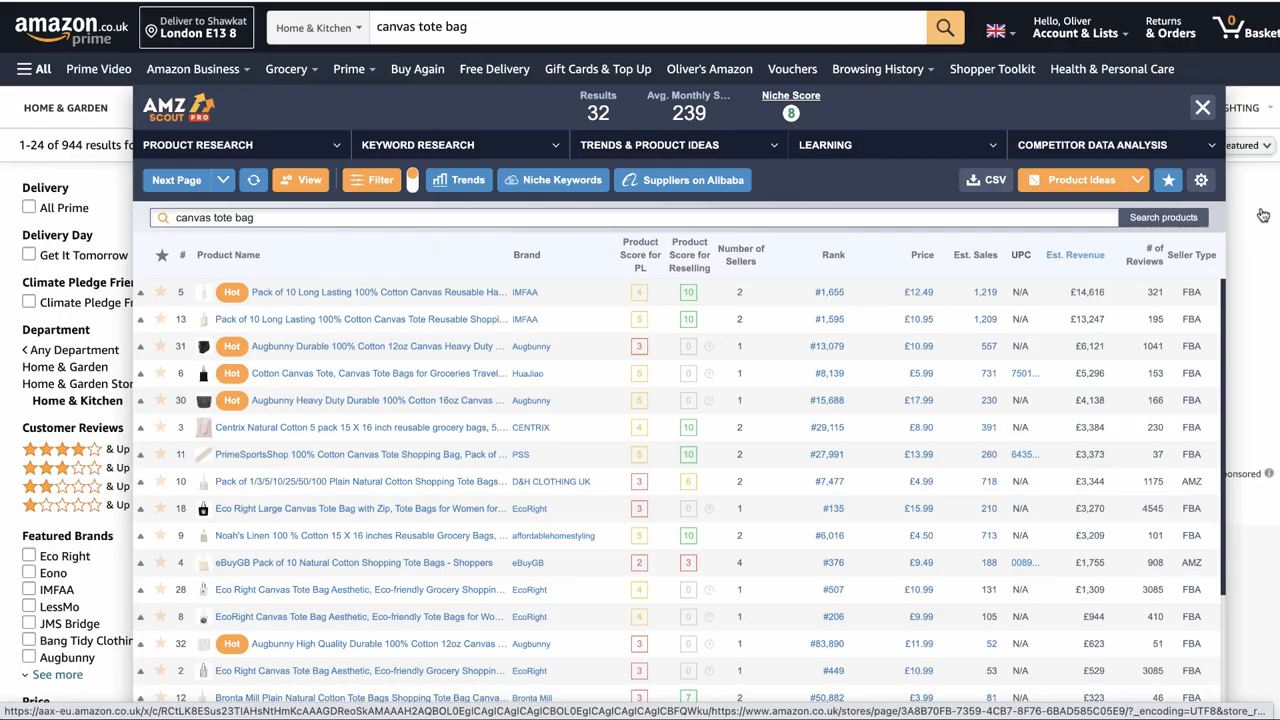 amazon.co.uk
prime
Deliver to Shawkat
London E13 8
Home & Kitchen
canvas tote bag
Hello, Oliver
Account & Lists
Returns
& Orders
0
Basket
All Prime Video Amazon Business Grocery Prime Buy Again Free Delivery Gift Cards & Top Up Oliver's Amazon Vouchers Browsing History Shopper Toolkit Health & Personal Care
HOME & GARDEN
AMZ
SCOUT PRO
Results
32
Avg. Monthly S...
239
Niche Score
8
GHTING
1-24 of 944 results fo
PRODUCT RESEARCH KEYWORD RESEARCH TRENDS & PRODUCT IDEAS LEARNING COMPETITOR DATA ANALYSIS
eatured
Next Page View Filter Trends Niche Keywords Suppliers on Alibaba CSV Product Ideas
canvas tote bag Search products
# Product Name Brand Product Score for PL Product Score for Reselling Number of Sellers Rank Price Est. Sales UPC Est. Revenue # of Reviews Seller Type
5 Hot Pack of 10 Long Lasting 100% Cotton Canvas Reusable Ha... IMFAA 4 10 2 #1,655 £12.49 1,219 N/A £14,616 321 FBA
13 Pack of 10 Long Lasting 100% Cotton Canvas Tote Reusable Shoppi... IMFAA 5 10 2 #1,595 £10.95 1,209 N/A £13,247 195 FBA
31 Hot Augbunny Durable 100% Cotton 12oz Canvas Heavy Duty ... Augbunny 3 0 1 #13,079 £10.99 557 N/A £6,121 1041 FBA
6 Hot Cotton Canvas Tote, Canvas Tote Bags for Groceries Travel... HuaJiao 5 0 1 #8,139 £5.99 731 7501... £5,296 153 FBA
30 Hot Augbunny Heavy Duty Durable 100% Cotton 16oz Canvas ... Augbunny 5 0 1 #15,688 £17.99 230 N/A £4,138 166 FBA
3 Centrix Natural Cotton 5 pack 15 X 16 inch reusable grocery bags, 5.... CENTRIX 4 10 1 #29,115 £8.90 391 N/A £3,384 230 FBA
11 PrimeSportsShop 100% Cotton Canvas Tote Shopping Bag, Pack of ... PSS 5 10 1 #27,991 £13.99 260 6435... £3,373 37 FBA
10 Pack of 1/3/5/10/25/50/100 Plain Natural Cotton Shopping Tote Bags... D&H CLOTHING UK 3 6 2 #7,477 £4.99 718 N/A £3,344 1175 AMZ
18 Eco Right Large Canvas Tote Bag with Zip, Tote Bags for Women for... EcoRight 3 0 1 #135 £15.99 210 N/A £3,270 4545 FBA
9 Noah's Linen 100 % Cotton 15 X 16 inches Reusable Grocery Bags, ... affordablehomestyling 5 10 1 #6,016 £4.50 713 N/A £3,209 101 FBA
4 eBuyGB Pack of 10 Natural Cotton Shopping Tote Bags - Shoppers eBuyGB 2 3 4 #376 £9.49 188 0089... £1,755 908 AMZ
28 Eco Right Canvas Tote Bag Aesthetic, Eco-friendly Grocery Shoppin... EcoRight 4 0 1 #507 £10.99 131 N/A £1,309 3085 FBA
8 EcoRight Canvas Tote Bag Aesthetic, Eco-friendly Tote Bags for Wo... EcoRight 4 0 1 #206 £9.99 105 N/A £944 410 FBA
32 Hot Augbunny High Quality Durable 100% Cotton 12oz Canvas ... Augbunny 3 0 1 #83,890 £11.99 52 N/A £623 51 FBA
2 Eco Right Canvas Tote Bag Aesthetic, Eco-friendly Grocery Shoppin... EcoRight 3 0 1 #449 £10.99 53 N/A £529 3085 FBA
12 Bronta Mill Plain Natural Cotton Tote Bags Shopping Tote Bag Canva... Bronta Mill 3 7 2 #50,882 £3.99 81 N/A £323 46 FBA
Delivery
All Prime
Delivery Day
Get It Tomorrow
Climate Pledge Frien
Climate Pledge Fr
Department
Any Department
Home & Garden
Home & Garden Stor
Home & Kitchen
Customer Reviews
& Up
& Up
& Up
& Up
Featured Brands
Eco Right
Eono
IMFAA
LessMo
JMS Bridge
Bang Tidy Clothin
Augbunny
See more
Price
onsored